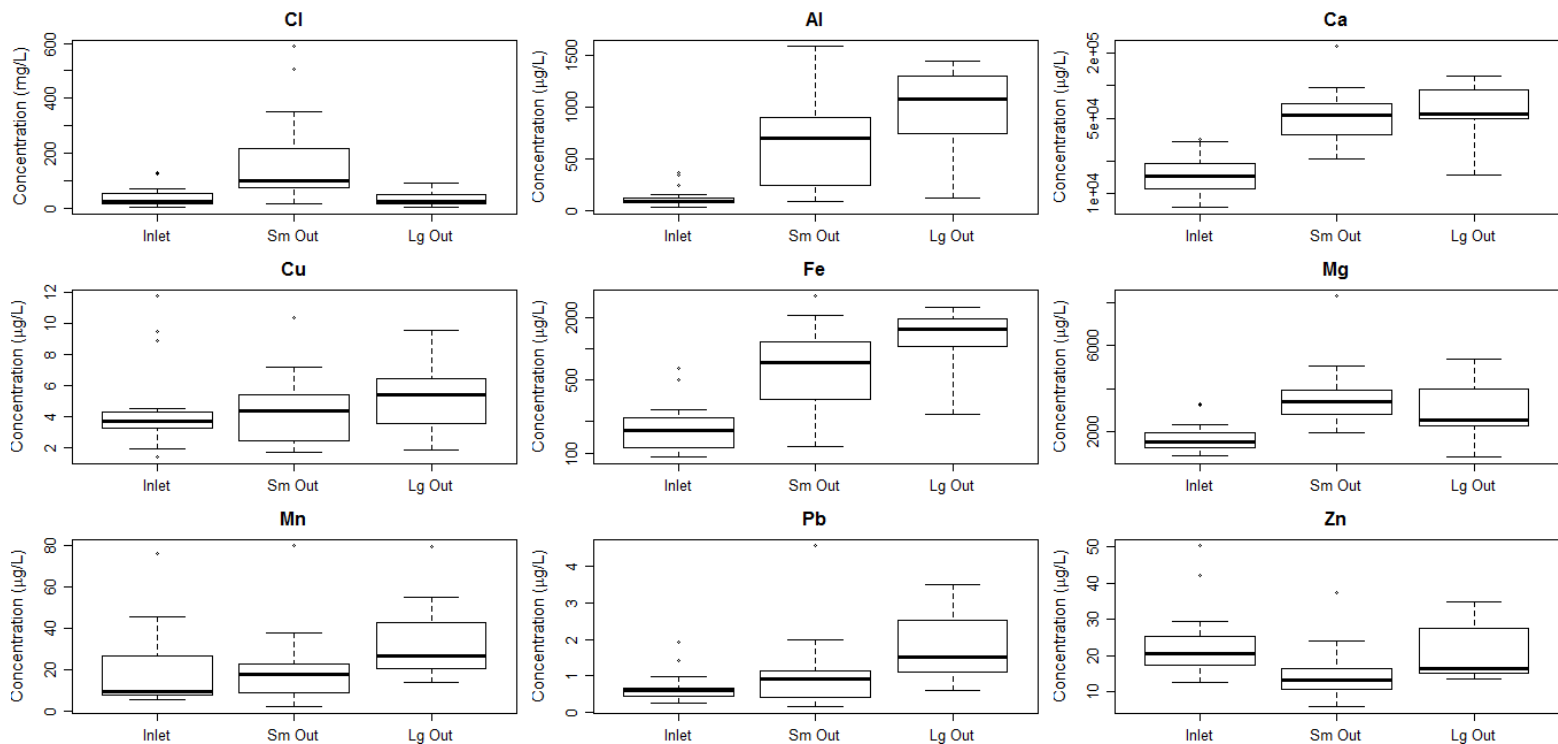 Cl
Concentration (mg/L)
0
200
400
600
Inlet
Sm Out
Lg Out
Al
Concentration (µg/L)
0
500
1000
1500
Inlet
Sm Out
Lg Out
Ca
Concentration (µg/L)
1e+04
5e+04
2e+05
Inlet
Sm Out
Lg Out
Cu
Concentration (µg/L)
2
4
6
8
10
12
Inlet
Sm Out
Lg Out
Fe
Concentration (µg/L)
100
500
2000
Inlet
Sm Out
Lg Out
Mg
Concentration (µg/L)
2000
6000
Inlet
Sm Out
Lg Out
Mn
Concentration (µg/L)
0
20
40
60
80
Inlet
Sm Out
Lg Out
Pb
Concentration (µg/L)
0
1
2
3
4
Inlet
Sm Out
Lg Out
Zn
Concentration (µg/L)
10
20
30
40
50
Inlet
Sm Out
Lg Out